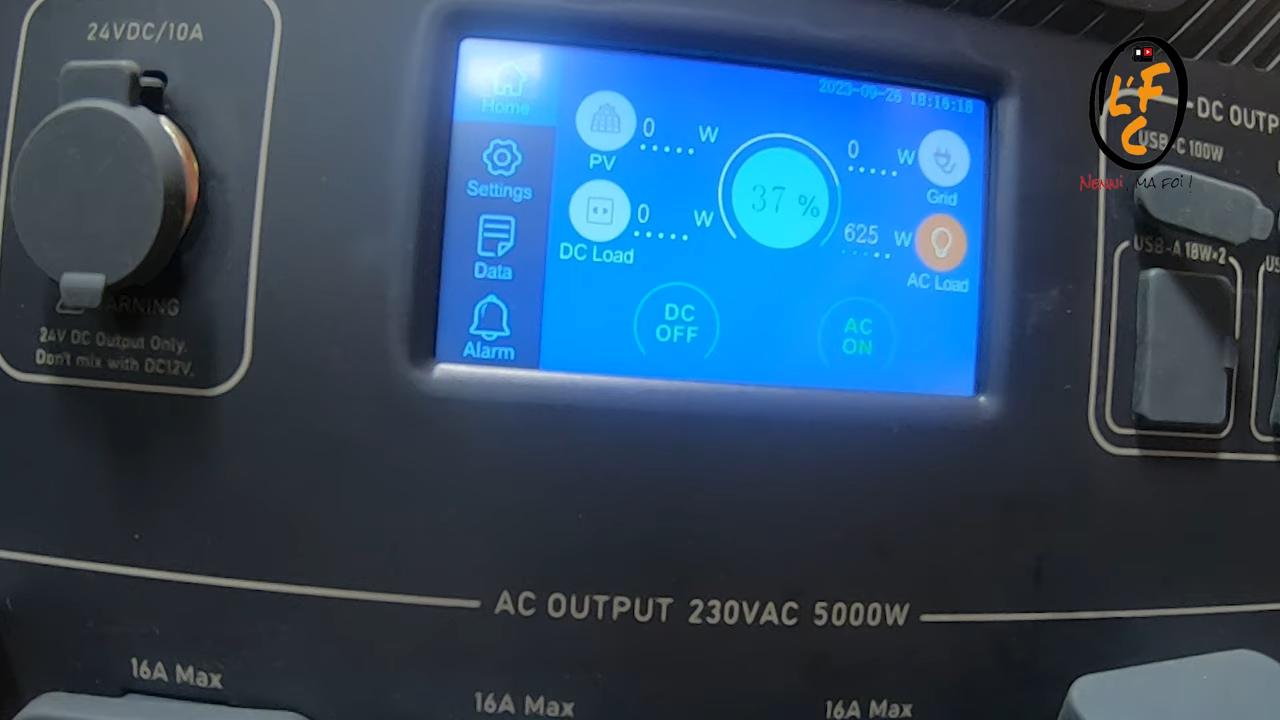 24VDC/10A
WARNING
24V DC Output Only.
Don't mix with DC12V.
Home
Settings
Data
Alarm
2023-09-26 18:16:18
0 W
PV
0 W
DC Load
37 %
0 W
Grid
625 W
AC Load
DC
OFF
AC
ON
L'F
C
NENNI, MA FOI !
DC OUTP
USB-C 100W
USB-A 18W×2
AC OUTPUT 230VAC 5000W
16A Max
16A Max
16A Max